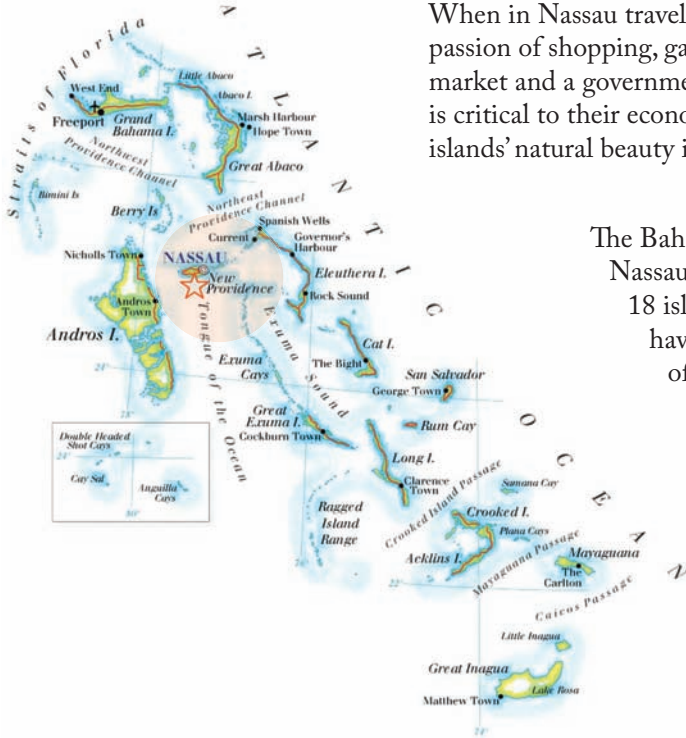 When in Nassau travel
passion of shopping, ga
market and a governme
is critical to their econo
islands' natural beauty i
The Bah
Nassau
18 isl
hav
of
ATLANTIC OCEAN
Straits of Florida
Little Abaco
West End
Abaco I.
Freeport
Grand
Bahama I.
Marsh Harbour
Hope Town
Northwest
Providence Channel
Great Abaco
Bimini Is
Berry Is
Northeast
Providence Channel
Spanish Wells
Current
Governor's
Harbour
Nicholls Town
NASSAU
New
Providence
Eleuthera I.
Andros
Town
Rock Sound
Andros I.
Tongue of the Ocean
Exuma Sound
Cat I.
Exuma
Cays
The Bight
San Salvador
George Town
24°
78°
Great
Exuma I.
Cockburn Town
Rum Cay
Double Headed
Shot Cays
24°
Cay Sal
Anguilla
Cays
80°
Long I.
Clarence
Town
Crooked Island Passage
Samana Cay
Ragged
Island
Range
Crooked I.
Plana Cays
Acklins I.
Mayaguana Passage
Mayaguana
The
Carlton
22
Caicos Passage
Little Inagua
Great Inagua
Lake Rosa
Matthew Town